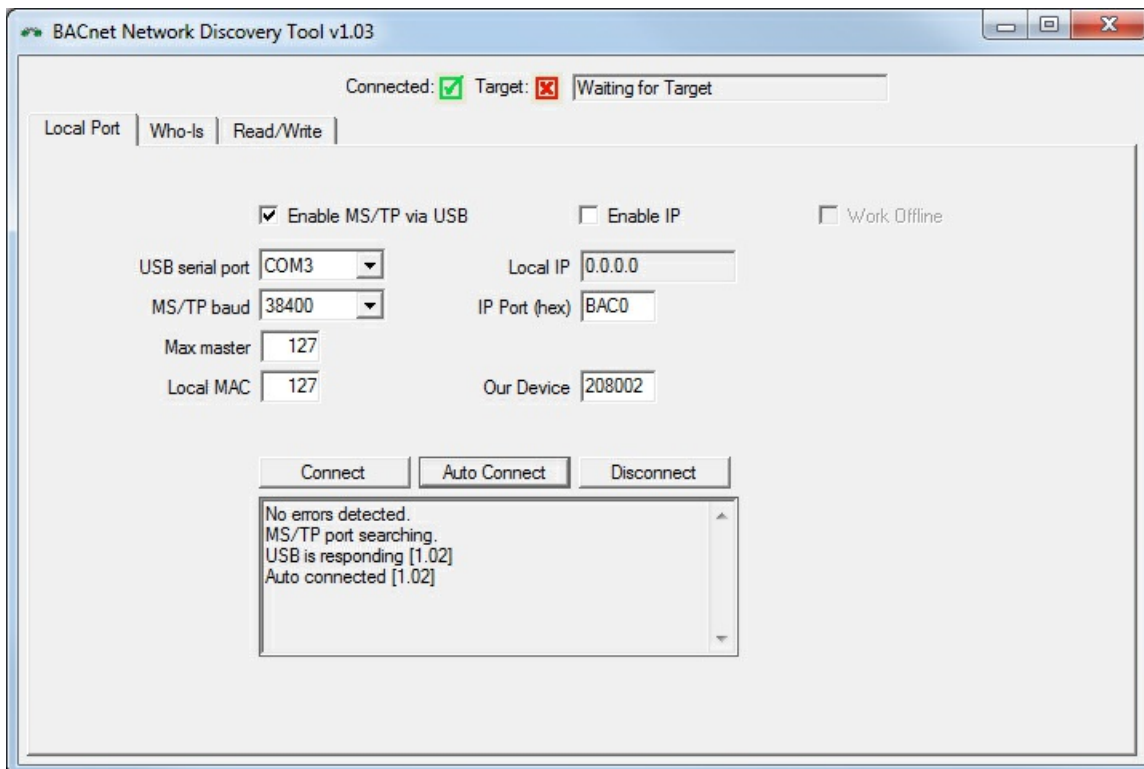 BACnet Network Discovery Tool v1.03
Connected: Target: Waiting for Target
Local Port Who-Is Read/Write
Enable MS/TP via USB Enable IP Work Offline
USB serial port COM3 Local IP 0.0.0.0
MS/TP baud 38400 IP Port (hex) BAC0
Max master 127
Local MAC 127 Our Device 208002
Connect Auto Connect Disconnect
No errors detected.
MS/TP port searching.
USB is responding [1.02]
Auto connected [1.02]